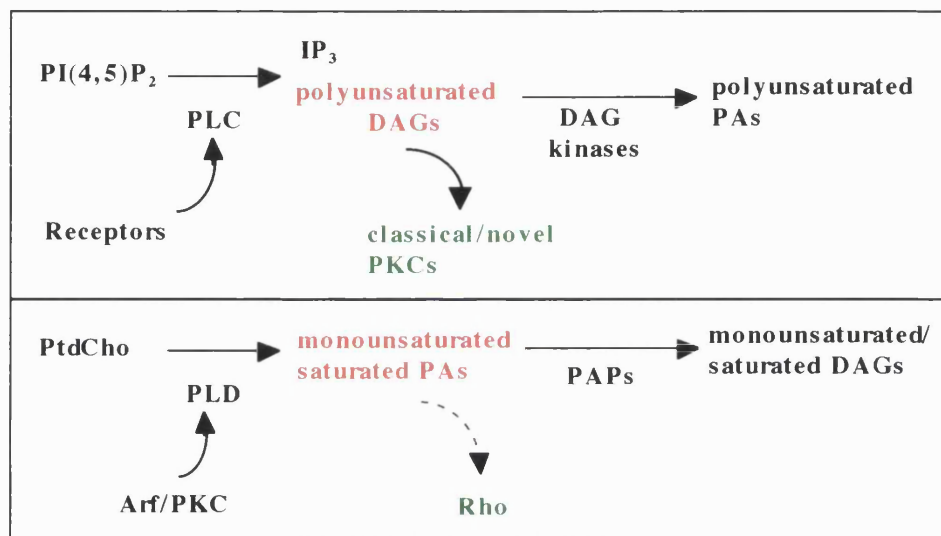 PI(4,5)P₂
IP₃
polyunsaturated
DAGs
polyunsaturated
PAs
PLC
DAG
kinases
Receptors
classical/novel
PKCs
PtdCho
monounsaturated
saturated PAs
monounsaturated/
saturated DAGs
PLD
PAPs
Arf/PKC
Rho